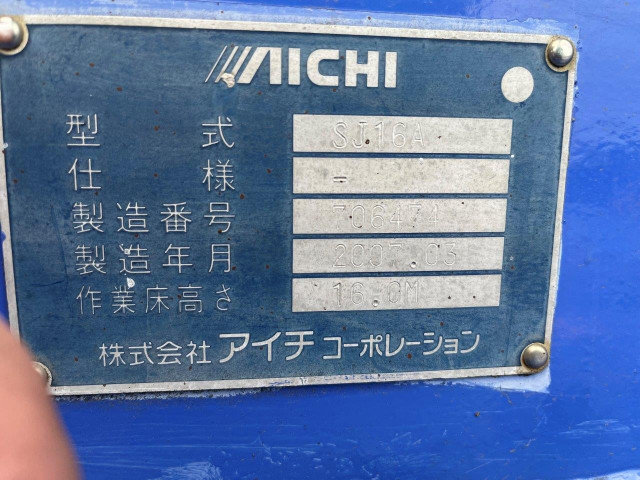 AICHI
型式 SJ16A
仕様 -
製造番号 706474
製造年月 2007.03
作業床高さ 16.0M
株式会社 アイチ コーポレーション